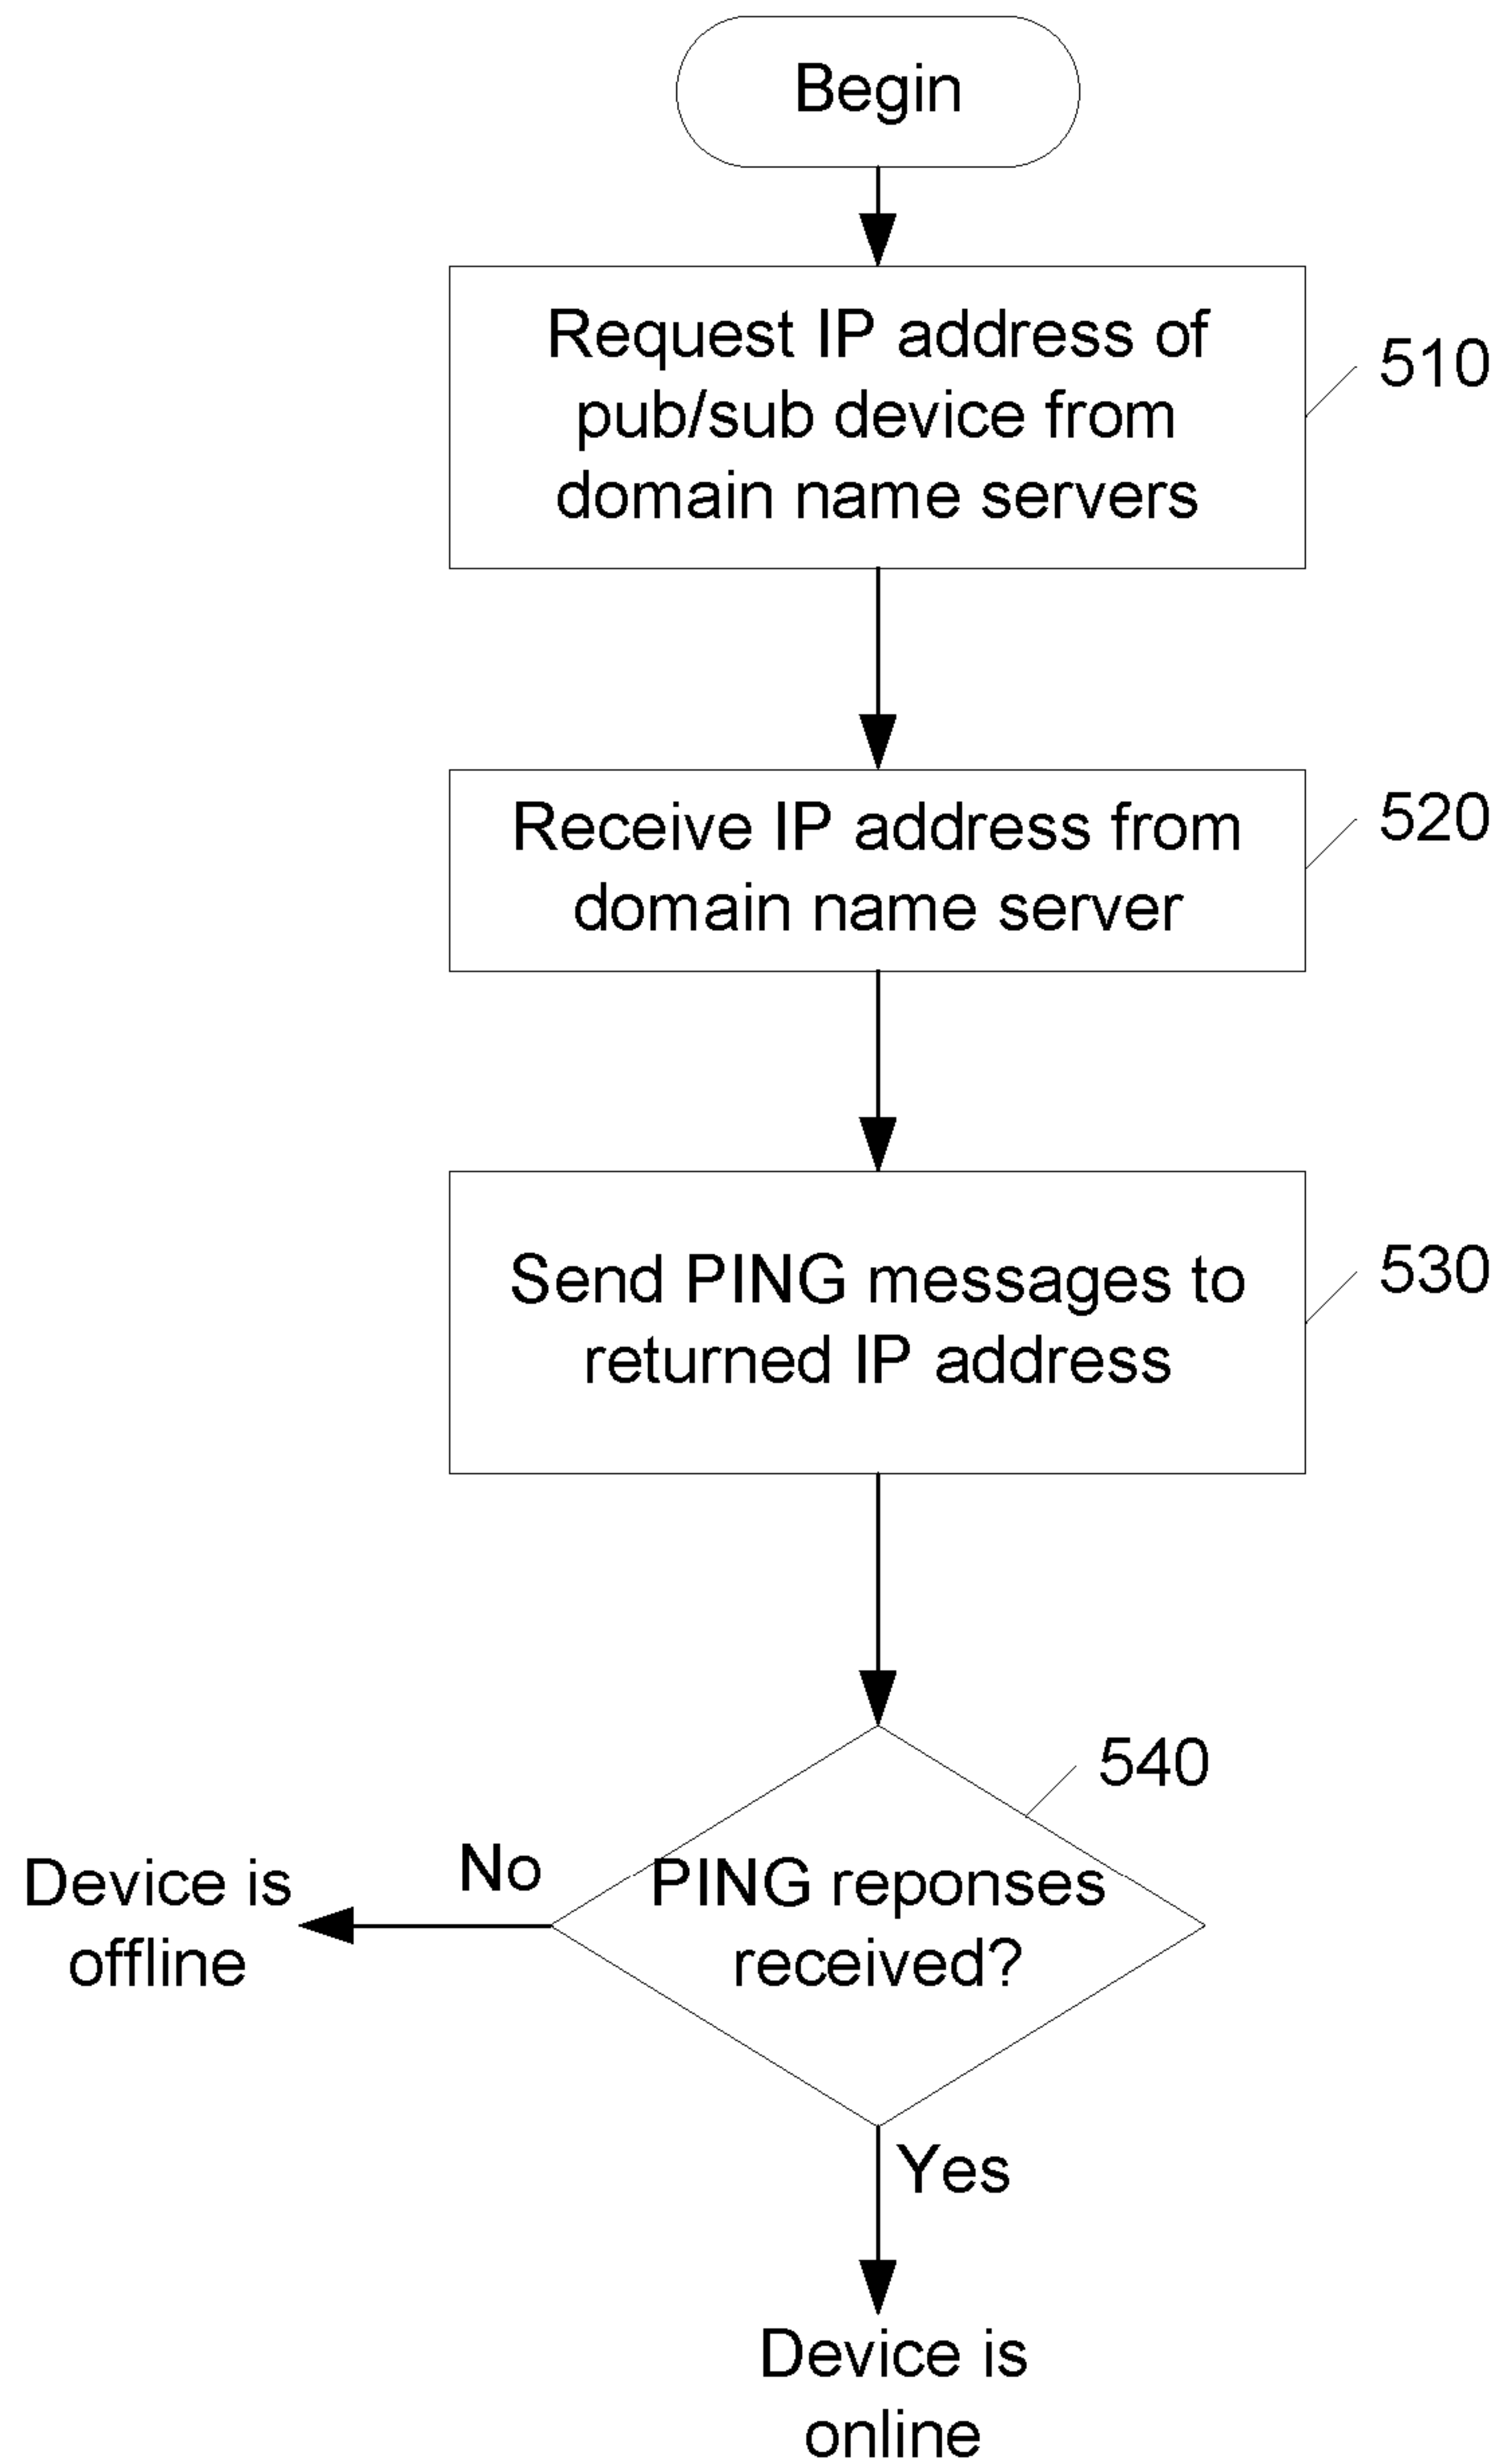 Begin
Request IP address of
pub/sub device from
domain name servers
510
Receive IP address from
domain name server
520
Send PING messages to
returned IP address
530
540
PING reponses
received?
No
Device is
offline
Yes
Device is
online